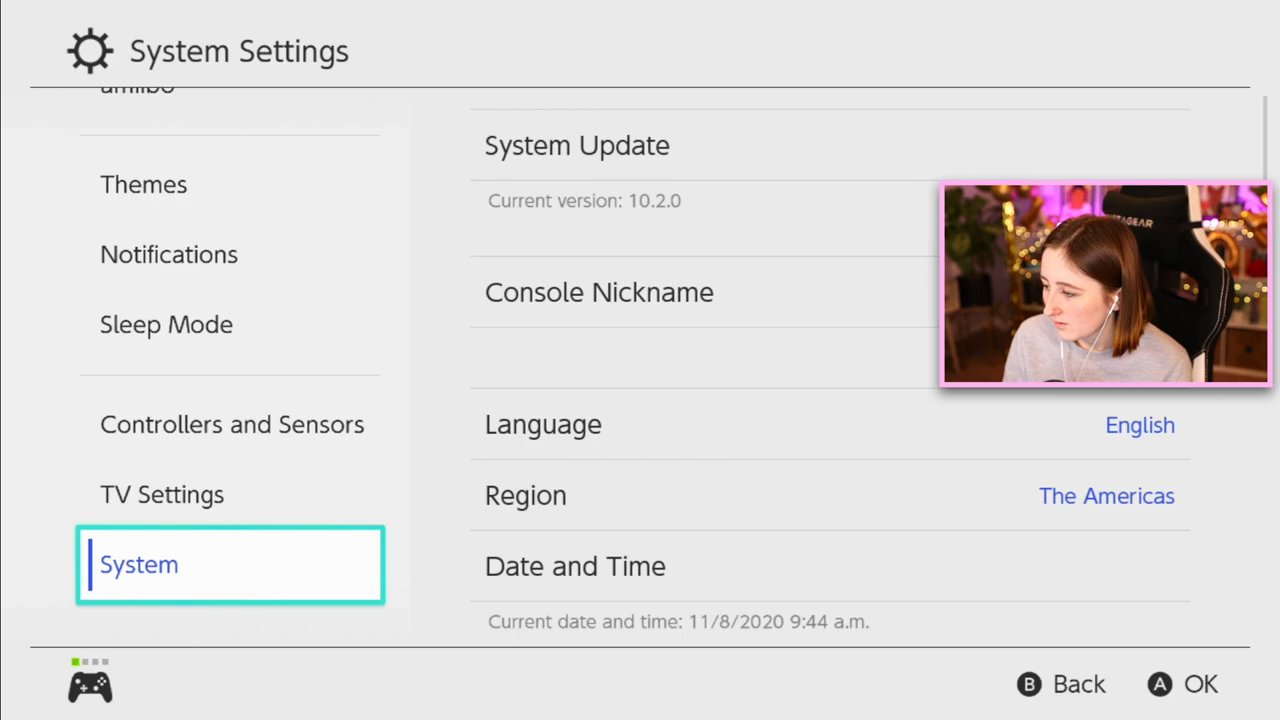 System Settings
amiibo
Themes
Notifications
Sleep Mode
Controllers and Sensors
TV Settings
System
System Update
Current version: 10.2.0
Console Nickname
Language English
Region The Americas
Date and Time
Current date and time: 11/8/2020 9:44 a.m.
B Back A OK